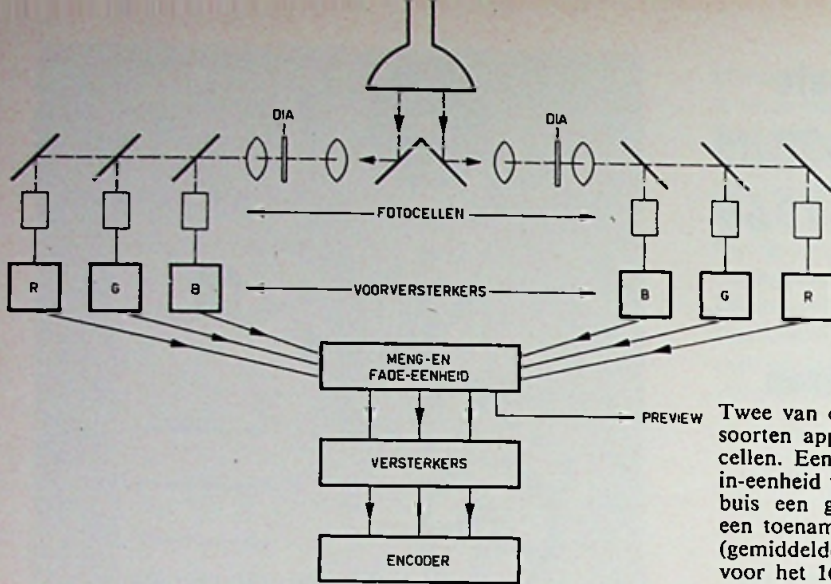 DIA
DIA
FOTOCELLEN
R G B
VOORVERSTERKERS
B G R
MENG-EN
FADE-EENHEID
PREVIEW
VERSTERKERS
ENCODER
Twee van
soorten app
cellen. Een
in-eenheid
buis een g
een toenam
(gemiddeld
voor het 16